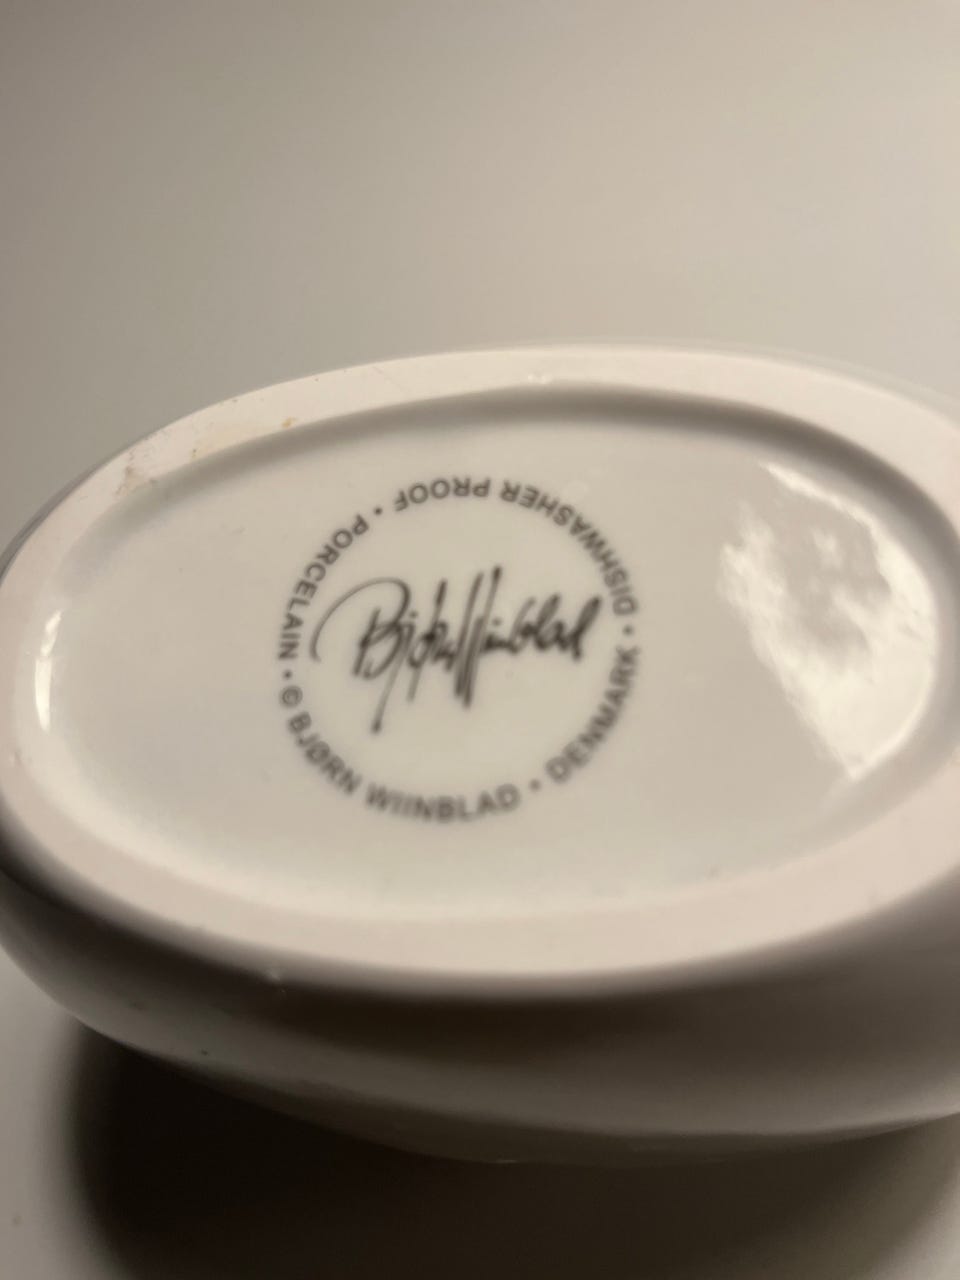 Bjørn Wiinblad
© BJØRN WIINBLAD • DENMARK • DISHWASHER PROOF • PORCELAIN •